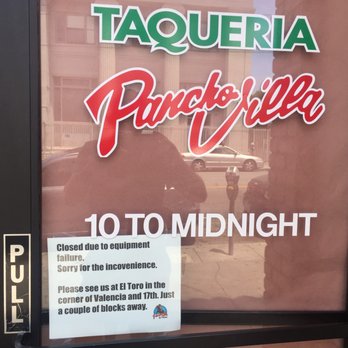 TAQUERIA
Pancho Villa
10 TO MIDNIGHT
Closed due to equipment
failure.
Sorry for the incovenience.
Please see us at El Toro in the
corner of Valencia and 17th. Just
a couple of blocks away.
PULL